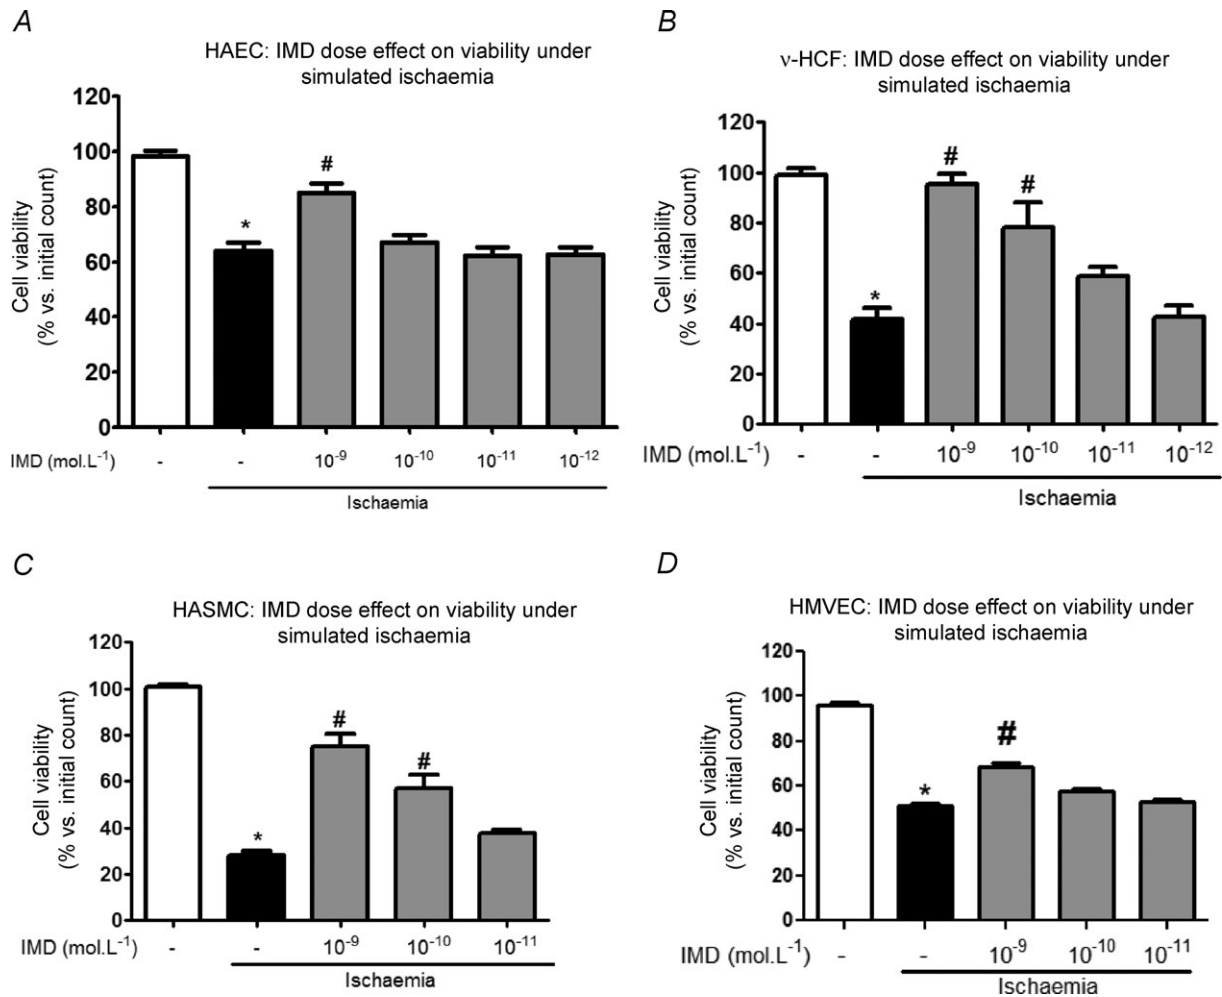 A
HAEC: IMD dose effect on viability under
simulated ischaemia
Cell viability
(% vs. initial count)
120
100
80
60
40
20
0
*
#
IMD (mol.L⁻¹) - - 10⁻⁹ 10⁻¹⁰ 10⁻¹¹ 10⁻¹²
Ischaemia
B
ν-HCF: IMD dose effect on viability under
simulated ischaemia
Cell viability
(% vs. initial count)
120
100
80
60
40
20
0
*
#
#
IMD (mol.L⁻¹) - - 10⁻⁹ 10⁻¹⁰ 10⁻¹¹ 10⁻¹²
Ischaemia
C
HASMC: IMD dose effect on viability under
simulated ischaemia
Cell viability
(% vs. initial count)
120
100
80
60
40
20
0
*
#
#
IMD (mol.L⁻¹) - - 10⁻⁹ 10⁻¹⁰ 10⁻¹¹
Ischaemia
D
HMVEC: IMD dose effect on viability under
simulated ischaemia
Cell viability
(% vs. initial count)
120
100
80
60
40
20
0
*
#
IMD (mol.L⁻¹) - - 10⁻⁹ 10⁻¹⁰ 10⁻¹¹
Ischaemia